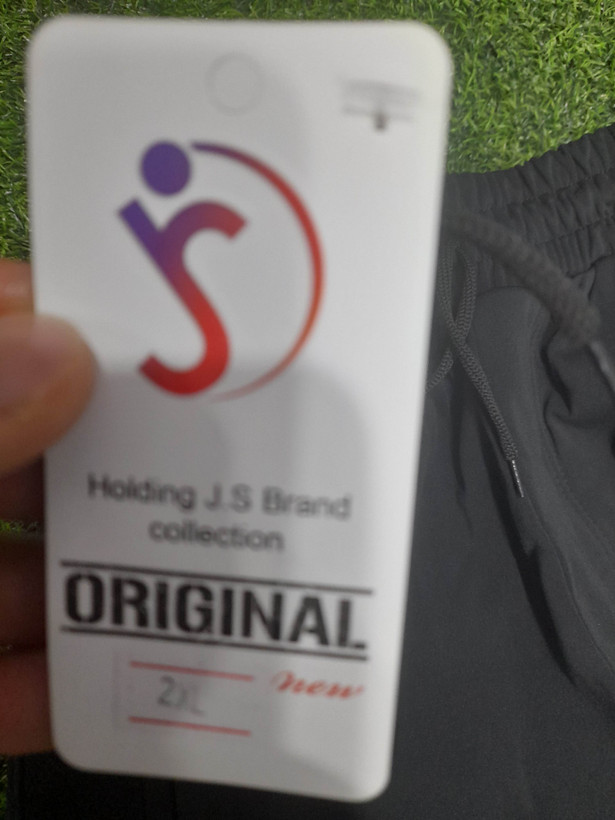 Holding J.S Brand
collection
ORIGINAL
new
2XL